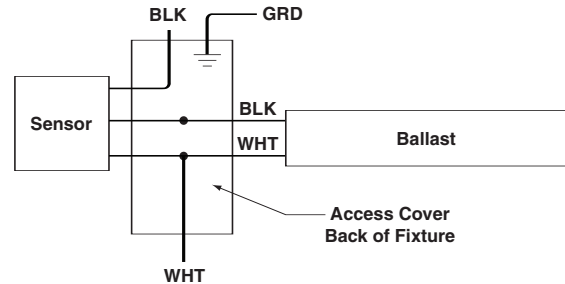 BLK
GRD
Sensor
BLK
WHT
Ballast
Access Cover
Back of Fixture
WHT